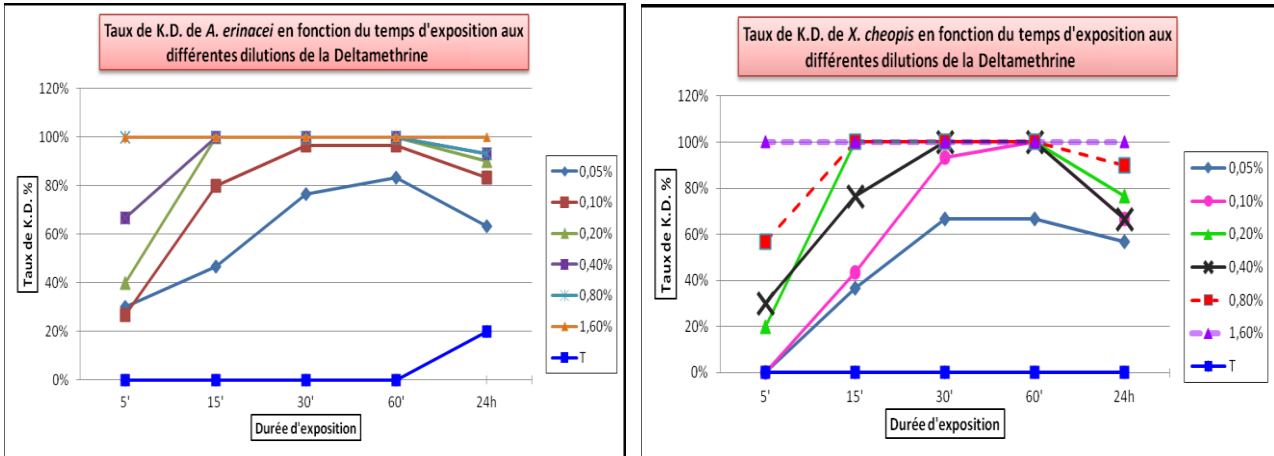 Taux de K.D. de A. erinacei en fonction du temps d'exposition aux
différentes dilutions de la Deltamethrine
120%
100%
80%
60%
40%
20%
0%
Taux de K.D. %
5' 15' 30' 60' 24h
Durée d'exposition
0,05%
0,10%
0,20%
0,40%
0,80%
1,60%
T
Taux de K.D. de X. cheopis en fonction du temps d'exposition aux
différentes dilutions de la Deltamethrine
120%
100%
80%
60%
40%
20%
0%
Taux de K.D. %
5' 15' 30' 60' 24h
Durée d'exposition
0,05%
0,10%
0,20%
0,40%
0,80%
1,60%
T